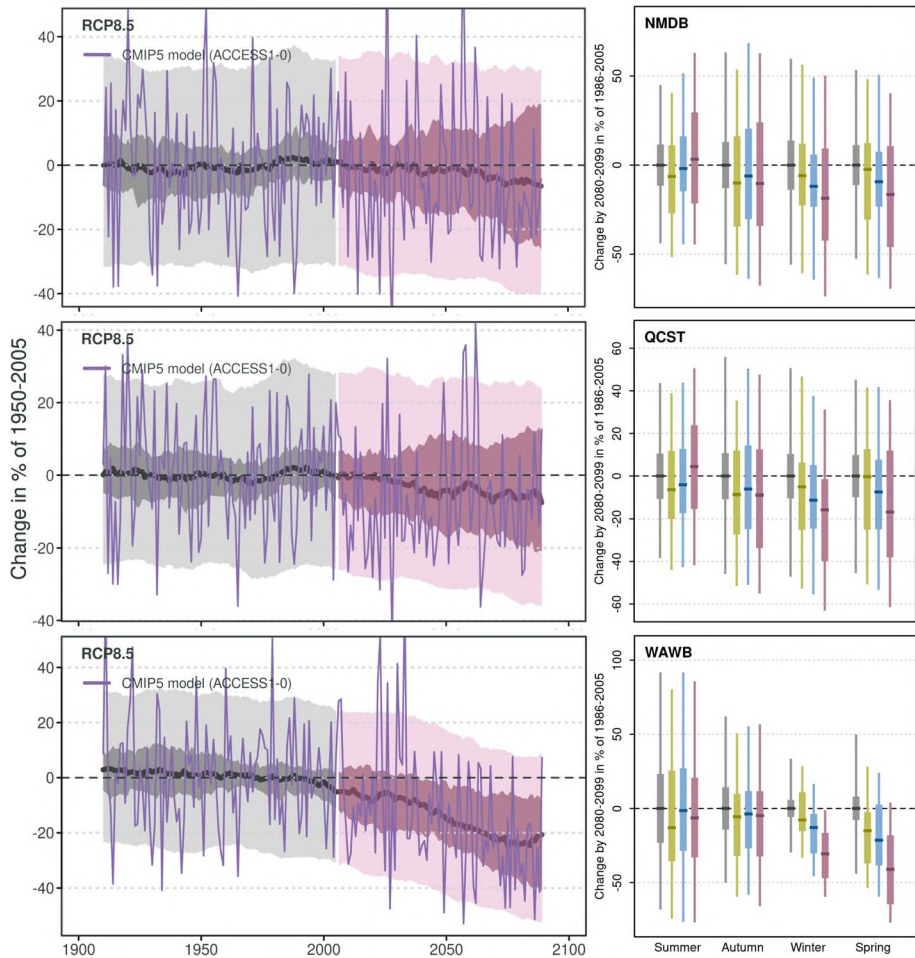 Change in % of 1950-2005
RCP8.5
CMIP5 model (ACCESS1-0)
40
20
0
-20
-40
NMDB
Change by 2080-2099 in % of 1986-2005
50
0
-50
RCP8.5
CMIP5 model (ACCESS1-0)
40
20
0
-20
-40
QCST
Change by 2080-2099 in % of 1986-2005
60
40
20
0
-20
-40
-60
RCP8.5
CMIP5 model (ACCESS1-0)
40
20
0
-20
-40
1900 1950 2000 2050 2100
WAWB
Change by 2080-2099 in % of 1986-2005
100
50
0
-50
Summer Autumn Winter Spring